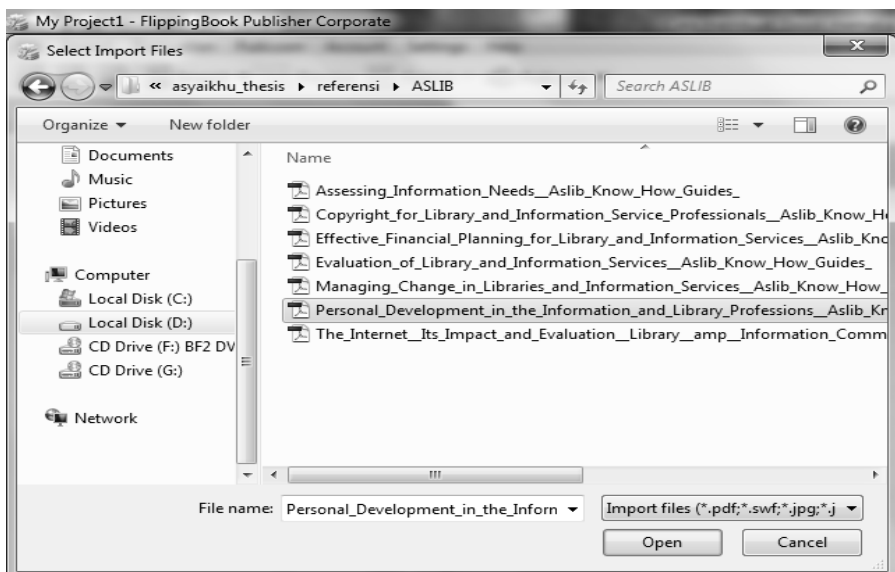 My Project1 - FlippingBook Publisher Corporate
Select Import Files
« asyaikhu_thesis ▸ referensi ▸ ASLIB
Search ASLIB
Organize ▾ New folder
Documents
Music
Pictures
Videos
Computer
Local Disk (C:)
Local Disk (D:)
CD Drive (F:) BF2 DV
CD Drive (G:)
Network
Name
Assessing_Information_Needs__Aslib_Know_How_Guides_
Copyright_for_Library_and_Information_Service_Professionals__Aslib_Know_H
Effective_Financial_Planning_for_Library_and_Information_Services__Aslib_Kno
Evaluation_of_Library_and_Information_Services__Aslib_Know_How_Guides_
Managing_Change_in_Libraries_and_Information_Services__Aslib_Know_How_
Personal_Development_in_the_Information_and_Library_Professions__Aslib_Kn
The_Internet__Its_Impact_and_Evaluation__Library__amp__Information_Comm
File name: Personal_Development_in_the_Inforn
Import files (*.pdf;*.swf;*.jpg;*.j
Open Cancel